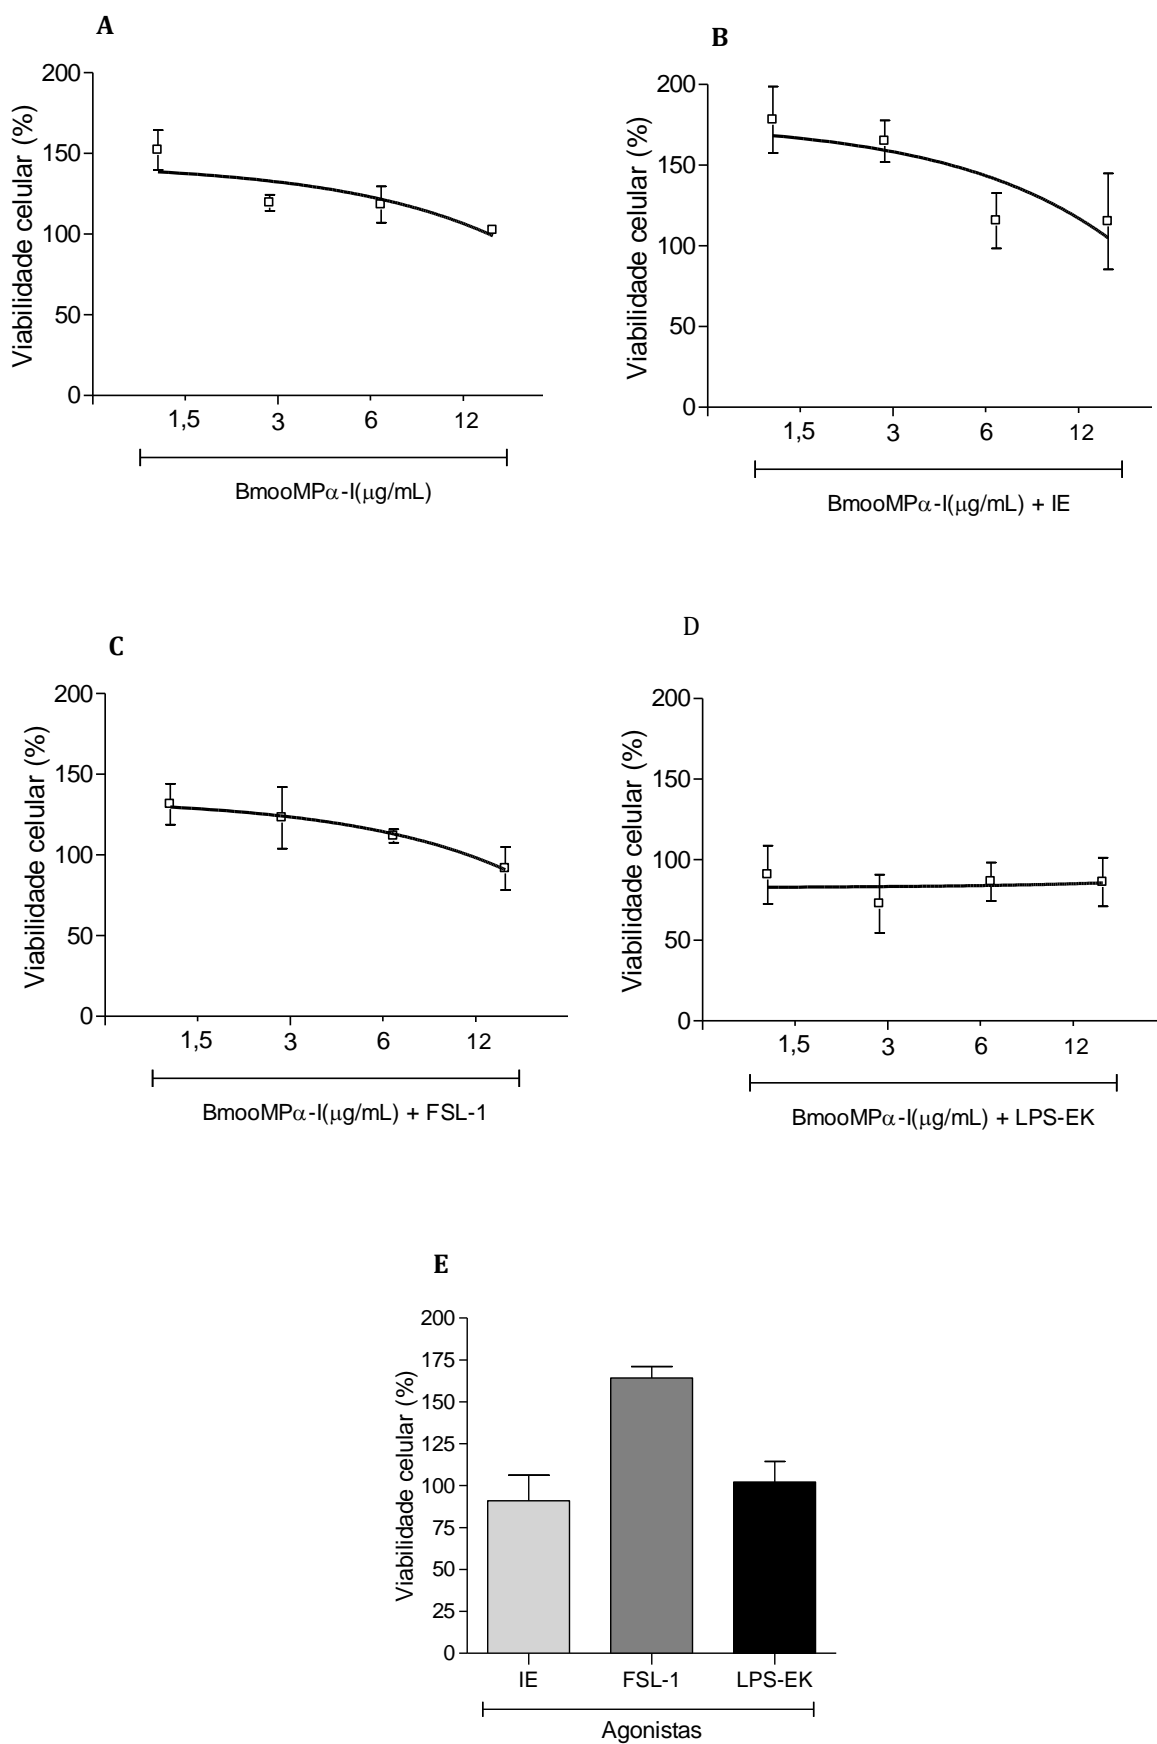 A
200
150
100
50
0
Viabilidade celular (%)
1,5 3 6 12
BmooMPα-I(μg/mL)
B
200
150
100
50
0
Viabilidade celular (%)
1,5 3 6 12
BmooMPα-I(μg/mL) + IE
C
200
150
100
50
0
Viabilidade celular (%)
1,5 3 6 12
BmooMPα-I(μg/mL) + FSL-1
D
200
150
100
50
0
Viabilidade celular (%)
1,5 3 6 12
BmooMPα-I(μg/mL) + LPS-EK
E
200
175
150
125
100
75
50
25
0
Viabilidade celular (%)
IE FSL-1 LPS-EK
Agonistas